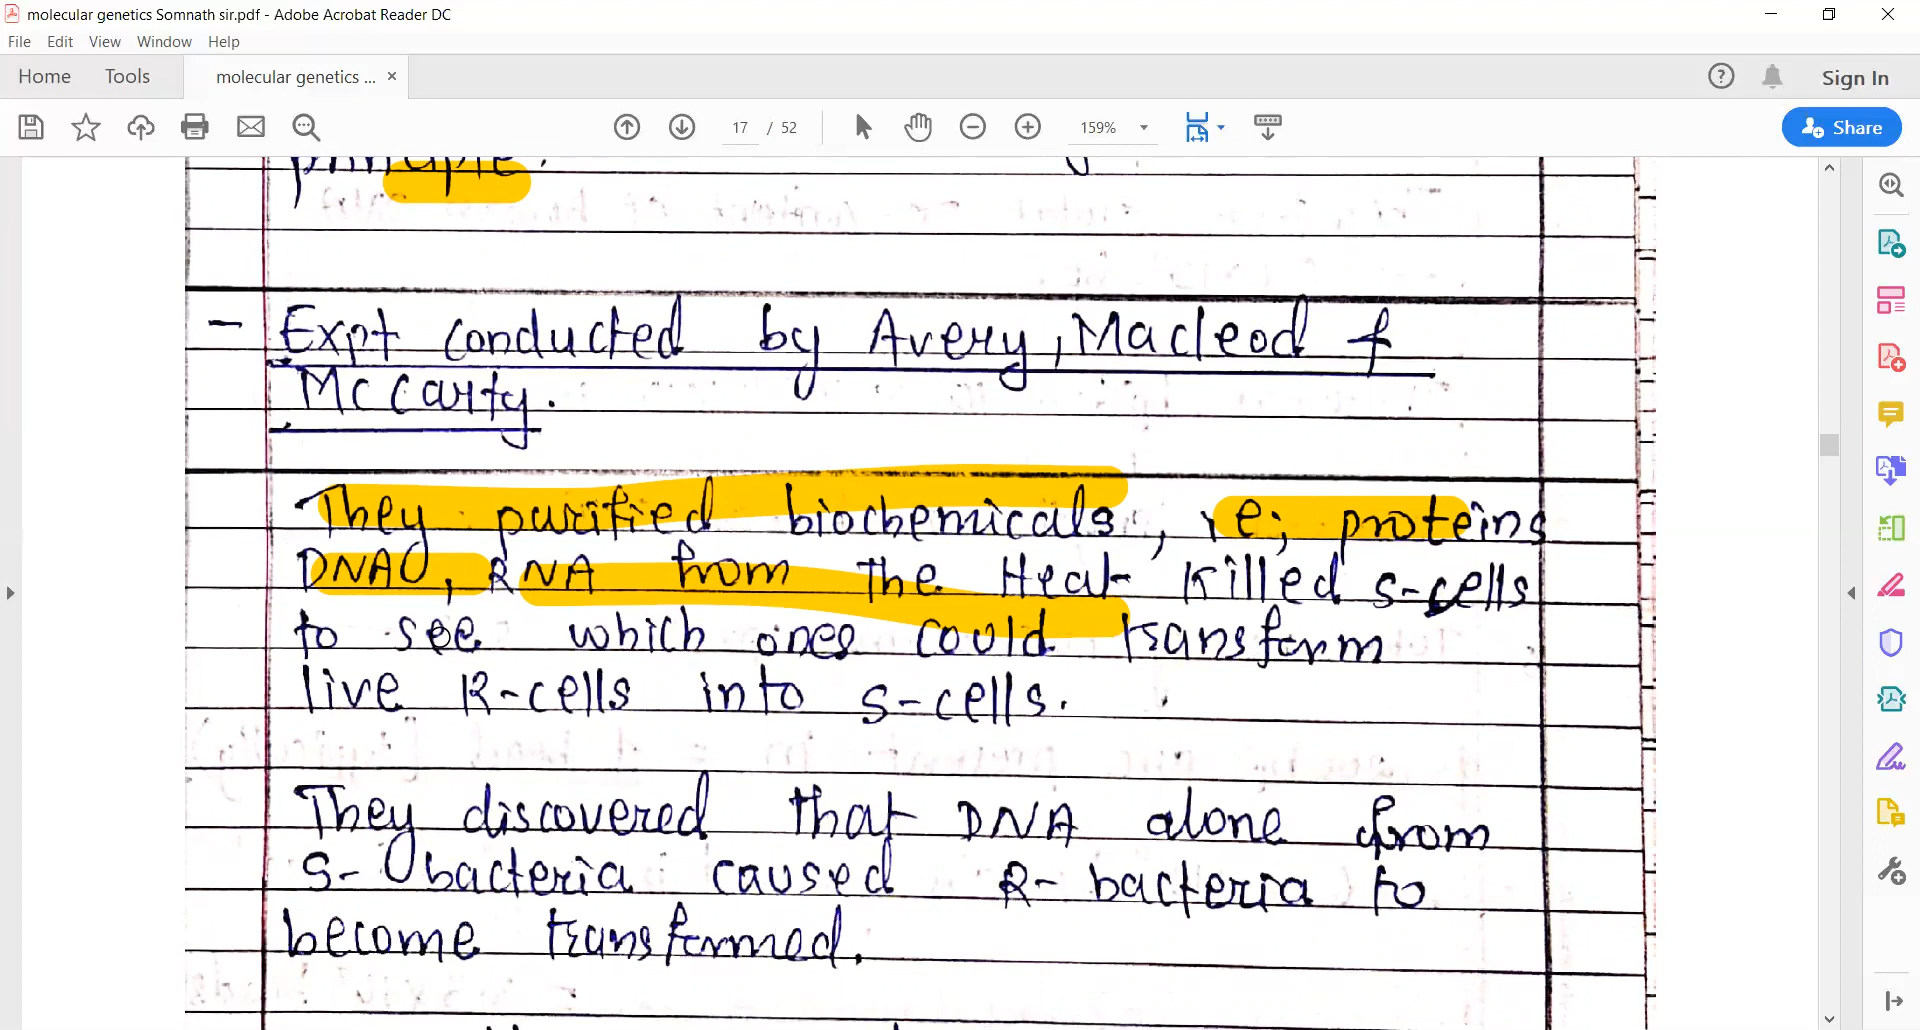 molecular genetics Somnath sir.pdf - Adobe Acrobat Reader DC
File Edit View Window Help
Home Tools molecular genetics ... ×
? Sign In
17 / 52 159% Share
principle.
- Expt conducted by Avery, Macleod &
McCarty.
They purified biochemicals, ie; proteins
DNA, RNA from the Heat killed s-cells
to see which ones could transform
live R-cells into s-cells.
They discovered that DNA alone from
S-bacteria caused R-bacteria to
become transformed.